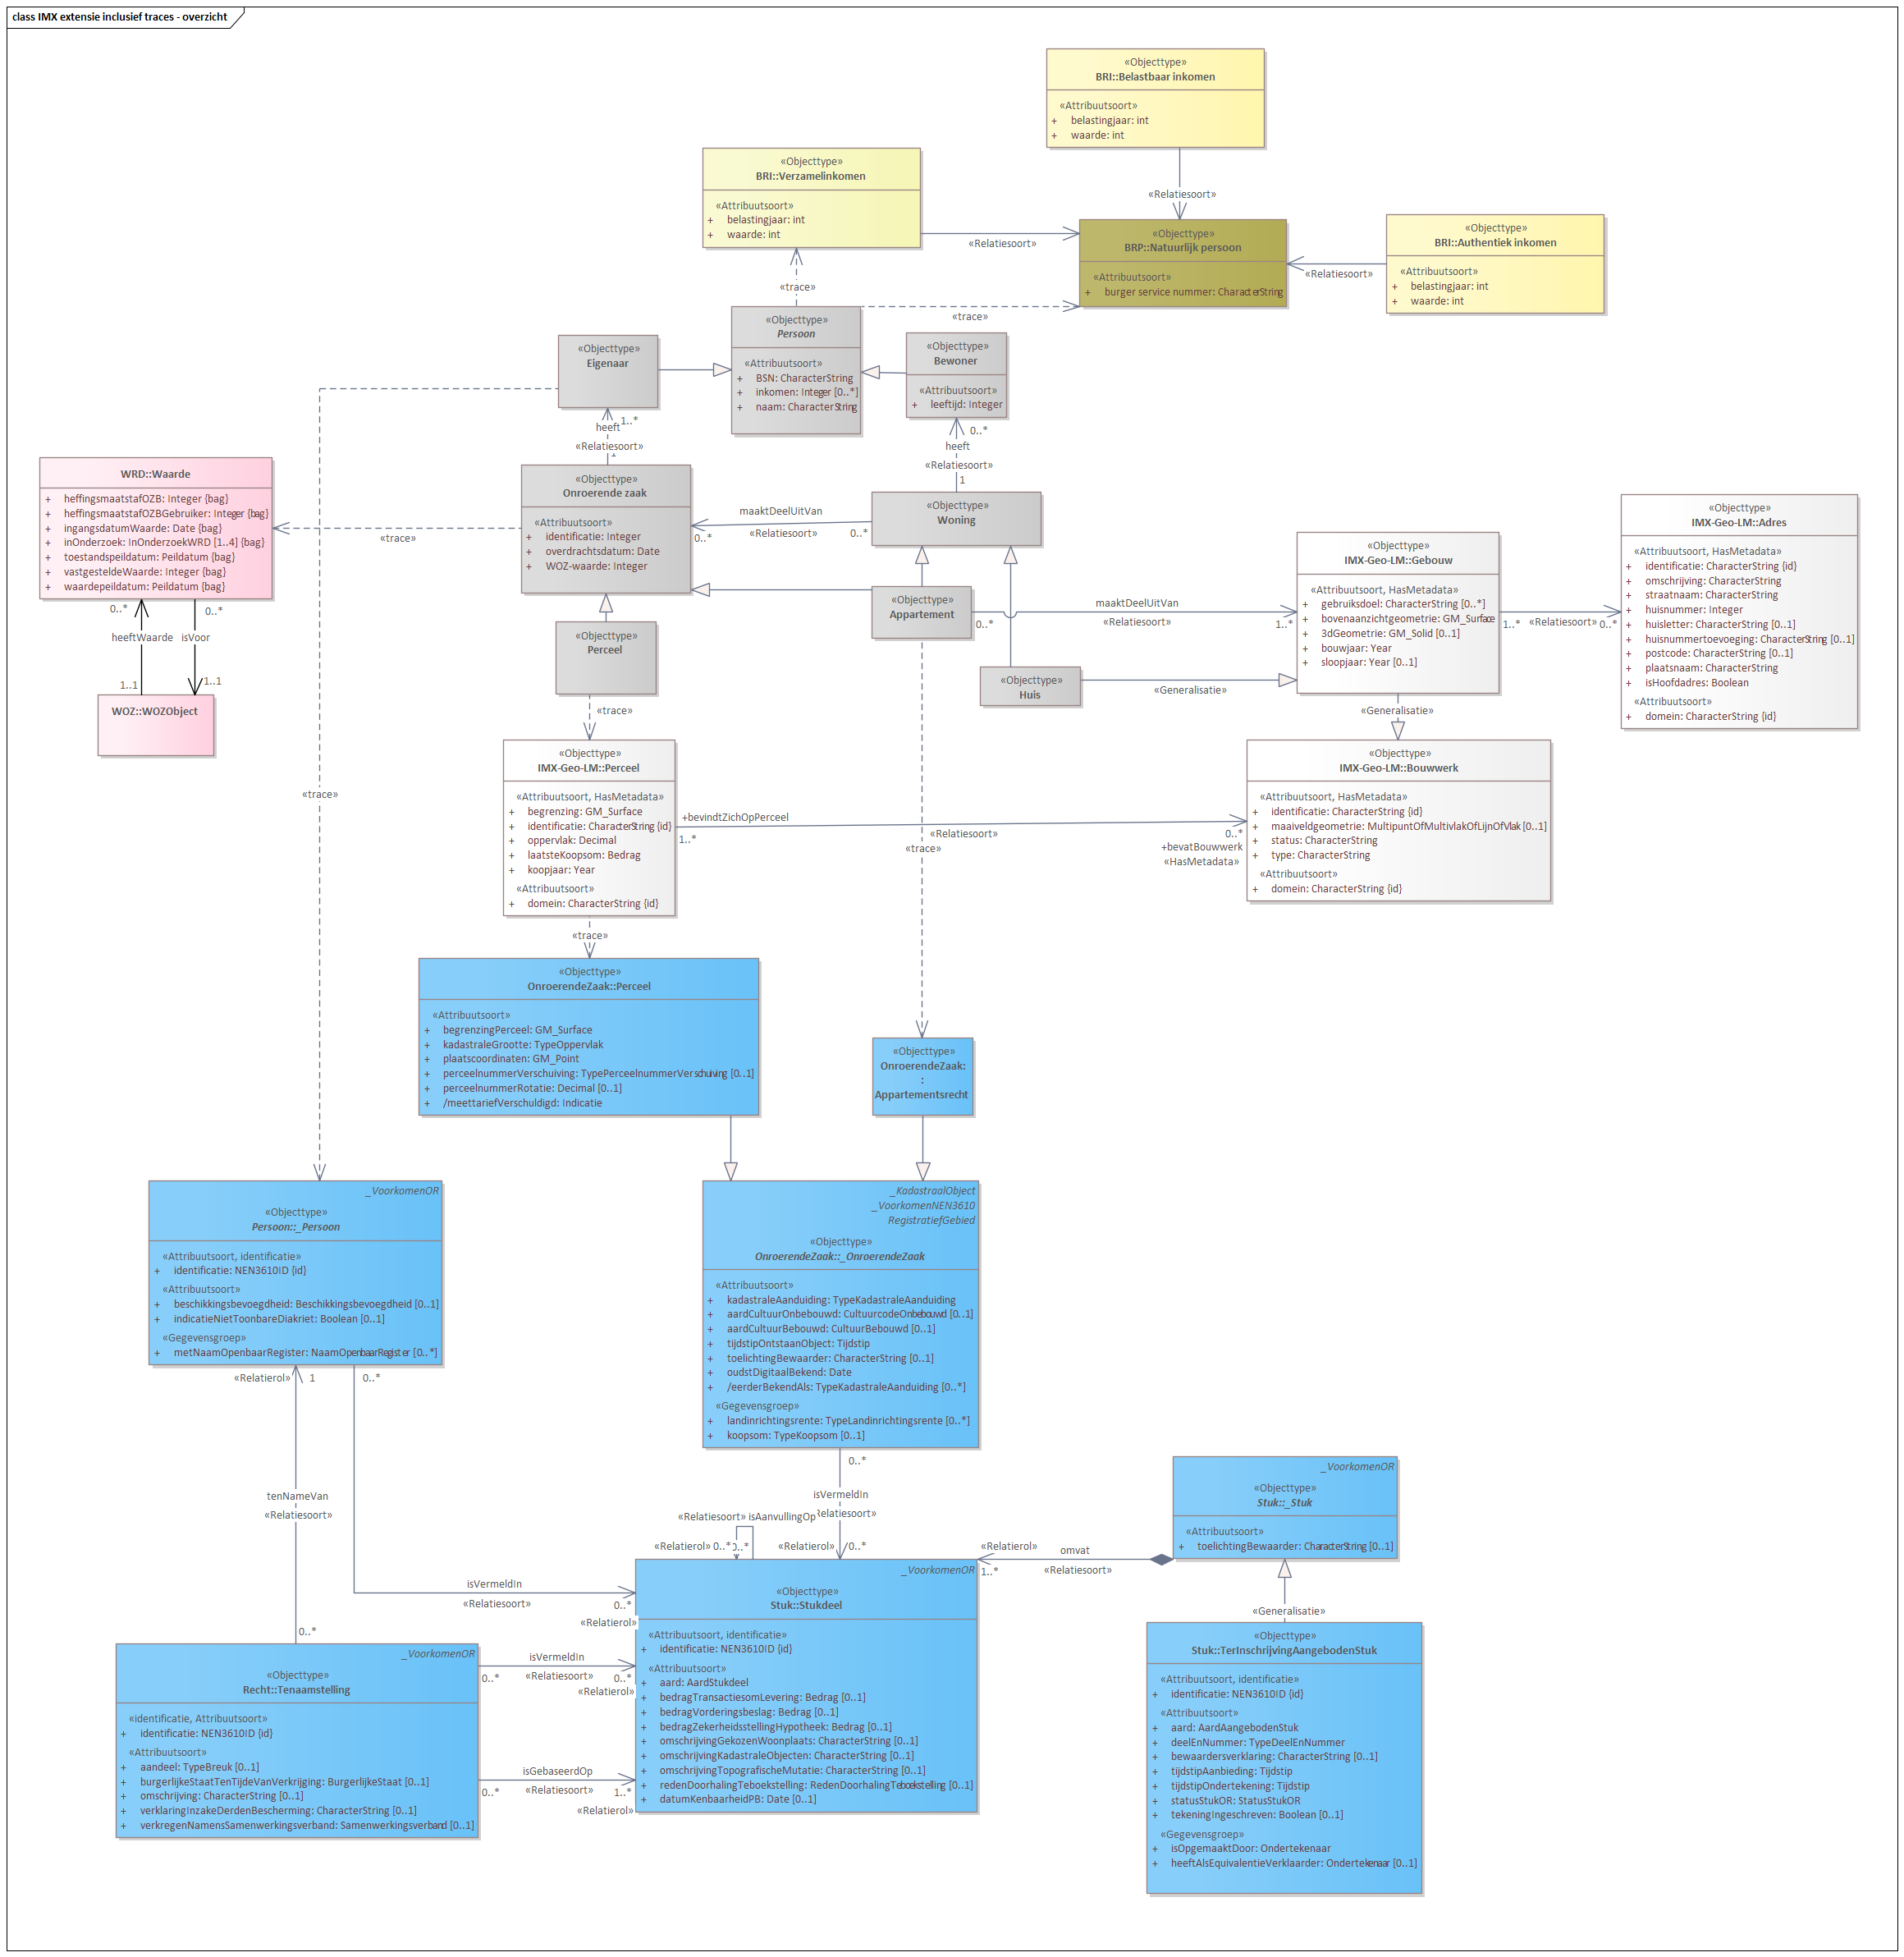 class IMX extensie inclusief traces - overzicht
«Objecttype»
BRI::Belastbaar inkomen
«Attribuutsoort»
+ belastingjaar: int
+ waarde: int
«Relatiesoort»
«Objecttype»
BRI::Verzamelinkomen
«Attribuutsoort»
+ belastingjaar: int
+ waarde: int
«Relatiesoort»
«Objecttype»
BRP::Natuurlijk persoon
«Attribuutsoort»
+ burger service nummer: CharacterString
«Objecttype»
BRI::Authentiek inkomen
«Attribuutsoort»
+ belastingjaar: int
+ waarde: int
«Relatiesoort»
«trace»
«trace»
«Objecttype»
Persoon
«Attribuutsoort»
+ BSN: CharacterString
+ inkomen: Integer [0..*]
+ naam: CharacterString
«Objecttype»
Eigenaar
«Objecttype»
Bewoner
«Attribuutsoort»
+ leeftijd: Integer
1..*
heeft
«Relatiesoort»
0..*
heeft
«Relatiesoort»
1
WRD::Waarde
+ heffingsmaatstafOZB: Integer {bag}
+ heffingsmaatstafOZBGebruiker: Integer {bag}
+ ingangsdatumWaarde: Date {bag}
+ inOnderzoek: InOnderzoekWRD [1..4] {bag}
+ toestandspeildatum: Peildatum {bag}
+ vastgesteldeWaarde: Integer {bag}
+ waardepeildatum: Peildatum {bag}
«trace»
«Objecttype»
Onroerende zaak
«Attribuutsoort»
+ identificatie: Integer
+ overdrachtsdatum: Date
+ WOZ-waarde: Integer
maaktDeelUitVan
0..*
«Relatiesoort»
0..*
«Objecttype»
Woning
«Objecttype»
IMX-Geo-LM::Gebouw
«Attribuutsoort, HasMetadata»
+ gebruiksdoel: CharacterString [0..*]
+ bovenaanzichtgeometrie: GM_Surface
+ 3dGeometrie: GM_Solid [0..1]
+ bouwjaar: Year
+ sloopjaar: Year [0..1]
«Objecttype»
IMX-Geo-LM::Adres
«Attribuutsoort, HasMetadata»
+ identificatie: CharacterString {id}
+ omschrijving: CharacterString
+ straatnaam: CharacterString
+ huisnummer: Integer
+ huisletter: CharacterString [0..1]
+ huisnummertoevoeging: CharacterString [0..1]
+ postcode: CharacterString [0..1]
+ plaatsnaam: CharacterString
+ isHoofdadres: Boolean
«Attribuutsoort»
+ domein: CharacterString {id}
1..*
«Relatiesoort»
0..*
«Objecttype»
Appartement
maaktDeelUitVan
0..*
«Relatiesoort»
1..*
0..*
heeftWaarde
1..1
0..*
isVoor
1..1
WOZ::WOZObject
«Objecttype»
Perceel
«Objecttype»
Huis
«Generalisatie»
«Generalisatie»
«trace»
«trace»
«Objecttype»
IMX-Geo-LM::Perceel
«Attribuutsoort, HasMetadata»
+ begrenzing: GM_Surface
+ identificatie: CharacterString {id}
+ oppervlak: Decimal
+ laatsteKoopsom: Bedrag
+ koopjaar: Year
«Attribuutsoort»
+ domein: CharacterString {id}
+bevindtZichOpPerceel
1..*
«Relatiesoort»
«trace»
0..*
+bevatBouwwerk
«HasMetadata»
«Objecttype»
IMX-Geo-LM::Bouwwerk
«Attribuutsoort, HasMetadata»
+ identificatie: CharacterString {id}
+ maaiveldgeometrie: MultipuntOfMultivlakOfLijnOfVlak [0..1]
+ status: CharacterString
+ type: CharacterString
«Attribuutsoort»
+ domein: CharacterString {id}
«trace»
«Objecttype»
OnroerendeZaak::Perceel
«Attribuutsoort»
+ begrenzingPerceel: GM_Surface
+ kadastraleGrootte: TypeOppervlak
+ plaatscoordinaten: GM_Point
+ perceelnummerVerschuiving: TypePerceelnummerVerschuiving [0..1]
+ perceelnummerRotatie: Decimal [0..1]
+ /meettariefVerschuldigd: Indicatie
«Objecttype»
OnroerendeZaak:
:
Appartementsrecht
_VoorkomenOR
«Objecttype»
Persoon::_Persoon
«Attribuutsoort, identificatie»
+ identificatie: NEN3610ID {id}
«Attribuutsoort»
+ beschikkingsbevoegdheid: Beschikkingsbevoegdheid [0..1]
+ indicatieNietToonbareDiakriet: Boolean [0..1]
«Gegevensgroep»
+ metNaamOpenbaarRegister: NaamOpenbaarRegister [0..*]
_KadastraalObject
_VoorkomenNEN3610
RegistratiefGebied
«Objecttype»
OnroerendeZaak::_OnroerendeZaak
«Attribuutsoort»
+ kadastraleAanduiding: TypeKadastraleAanduiding
+ aardCultuurOnbebouwd: CultuurcodeOnbebouwd [0..1]
+ aardCultuurBebouwd: CultuurBebouwd [0..1]
+ tijdstipOntstaanObject: Tijdstip
+ toelichtingBewaarder: CharacterString [0..1]
+ oudstDigitaalBekend: Date
+ /eerderBekendAls: TypeKadastraleAanduiding [0..*]
«Gegevensgroep»
+ landinrichtingsrente: TypeLandinrichtingsrente [0..*]
+ koopsom: TypeKoopsom [0..1]
«Relatierol»
1
0..*
tenNameVan
«Relatiesoort»
0..*
0..*
isVermeldIn
Relatiesoort»
«Relatierol»
0..*
«Relatiesoort»
isAanvullingOp
«Relatierol»
0..*
0..*
_VoorkomenOR
«Objecttype»
Stuk::_Stuk
«Attribuutsoort»
+ toelichtingBewaarder: CharacterString [0..1]
«Relatierol»
1..*
omvat
«Relatiesoort»
«Generalisatie»
isVermeldIn
«Relatiesoort»
0..*
«Relatierol»
_VoorkomenOR
«Objecttype»
Stuk::Stukdeel
«Attribuutsoort, identificatie»
+ identificatie: NEN3610ID {id}
«Attribuutsoort»
+ aard: AardStukdeel
+ bedragTransactiesomLevering: Bedrag [0..1]
+ bedragVorderingsbeslag: Bedrag [0..1]
+ bedragZekerheidsstellingHypotheek: Bedrag [0..1]
+ omschrijvingGekozenWoonplaats: CharacterString [0..1]
+ omschrijvingKadastraleObjecten: CharacterString [0..1]
+ omschrijvingTopografischeMutatie: CharacterString [0..1]
+ redenDoorhalingTeboekstelling: RedenDoorhalingTeboekstelling [0..1]
+ datumKenbaarheidPB: Date [0..1]
_VoorkomenOR
«Objecttype»
Recht::Tenaamstelling
«identificatie, Attribuutsoort»
+ identificatie: NEN3610ID {id}
«Attribuutsoort»
+ aandeel: TypeBreuk [0..1]
+ burgerlijkeStaatTenTijdeVanVerkrijging: BurgerlijkeStaat [0..1]
+ omschrijving: CharacterString [0..1]
+ verklaringInzakeDerdenBescherming: CharacterString [0..1]
+ verkregenNamensSamenwerkingsverband: Samenwerkingsverband [0..1]
isVermeldIn
0..*
«Relatiesoort»
0..*
«Relatierol»
isGebaseerdOp
0..*
«Relatiesoort»
1..*
«Relatierol»
«Objecttype»
Stuk::TerInschrijvingAangebodenStuk
«Attribuutsoort, identificatie»
+ identificatie: NEN3610ID {id}
«Attribuutsoort»
+ aard: AardAangebodenStuk
+ deelEnNummer: TypeDeelEnNummer
+ bewaardersverklaring: CharacterString [0..1]
+ tijdstipAanbieding: Tijdstip
+ tijdstipOndertekening: Tijdstip
+ statusStukOR: StatusStukOR
+ tekeningIngeschreven: Boolean [0..1]
«Gegevensgroep»
+ isOpgemaaktDoor: Ondertekenaar
+ heeftAlsEquivalentieVerklaarder: Ondertekenaar [0..1]